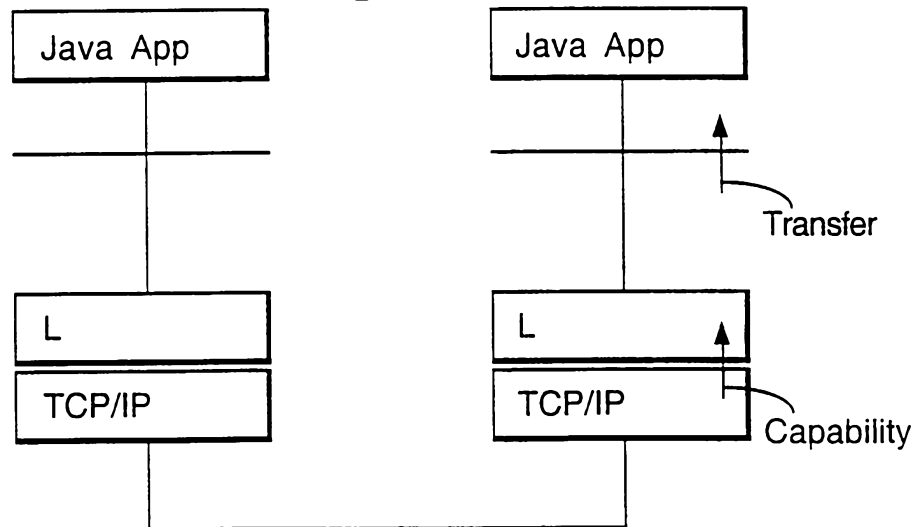 Java App
Java App
Transfer
L
L
TCP/IP
TCP/IP
Capability